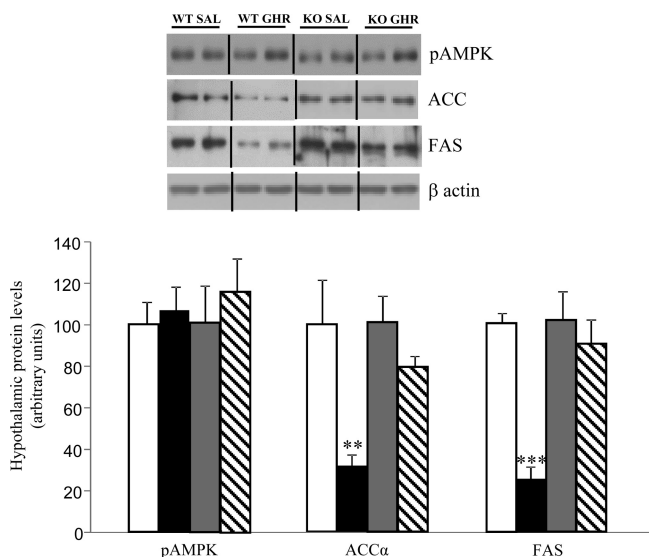 WT SAL WT GHR KO SAL KO GHR
pAMPK
ACC
FAS
β actin
Hypothalamic protein levels
(arbitrary units)
140
120
100
80
60
40
20
0
**
***
pAMPK ACCα FAS